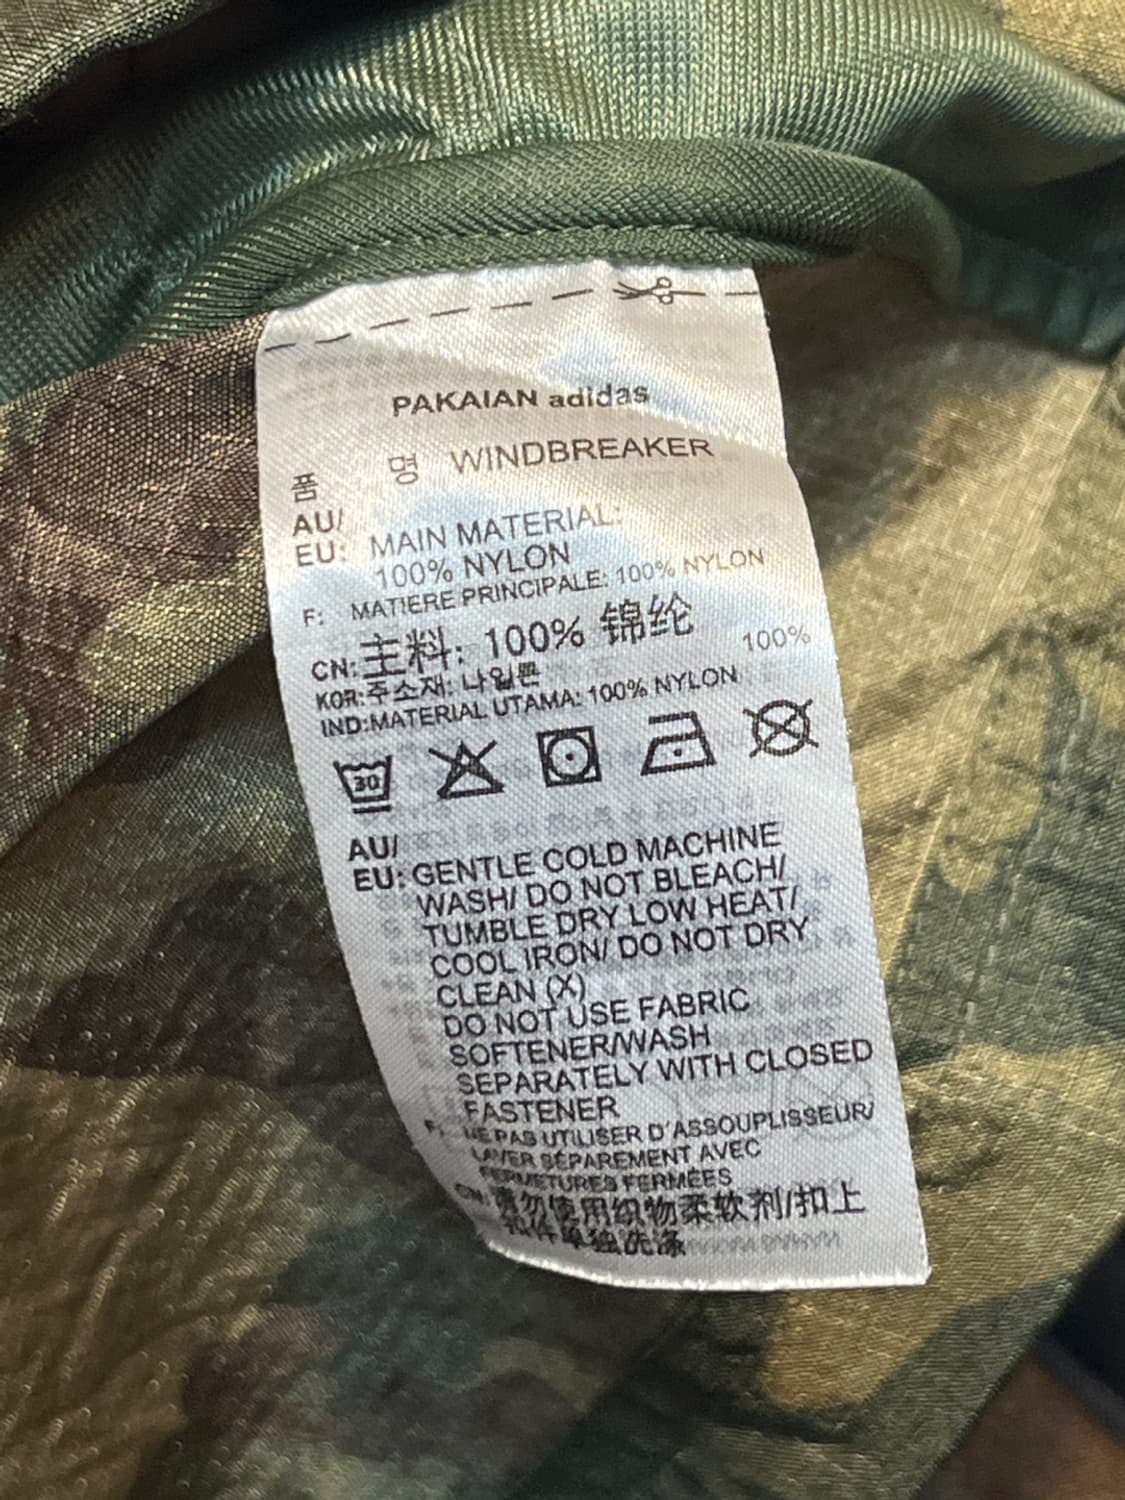 PAKAIAN adidas
품 명 WINDBREAKER
AU/
EU: MAIN MATERIAL:
100% NYLON
F: MATIERE PRINCIPALE: 100% NYLON
CN: 主料: 100% 锦纶
KOR:주소재: 나일론 100%
IND:MATERIAL UTAMA: 100% NYLON
30
AU/
EU: GENTLE COLD MACHINE
WASH/ DO NOT BLEACH/
TUMBLE DRY LOW HEAT/
COOL IRON/ DO NOT DRY
CLEAN (X)
DO NOT USE FABRIC
SOFTENER/WASH
SEPARATELY WITH CLOSED
FASTENER
F: NE PAS UTILISER D'ASSOUPLISSEUR/
LAVER SÉPAREMENT AVEC
FERMETURES FERMÉES
CN: 请勿使用织物柔软剂/扣上
扣件单独洗涤